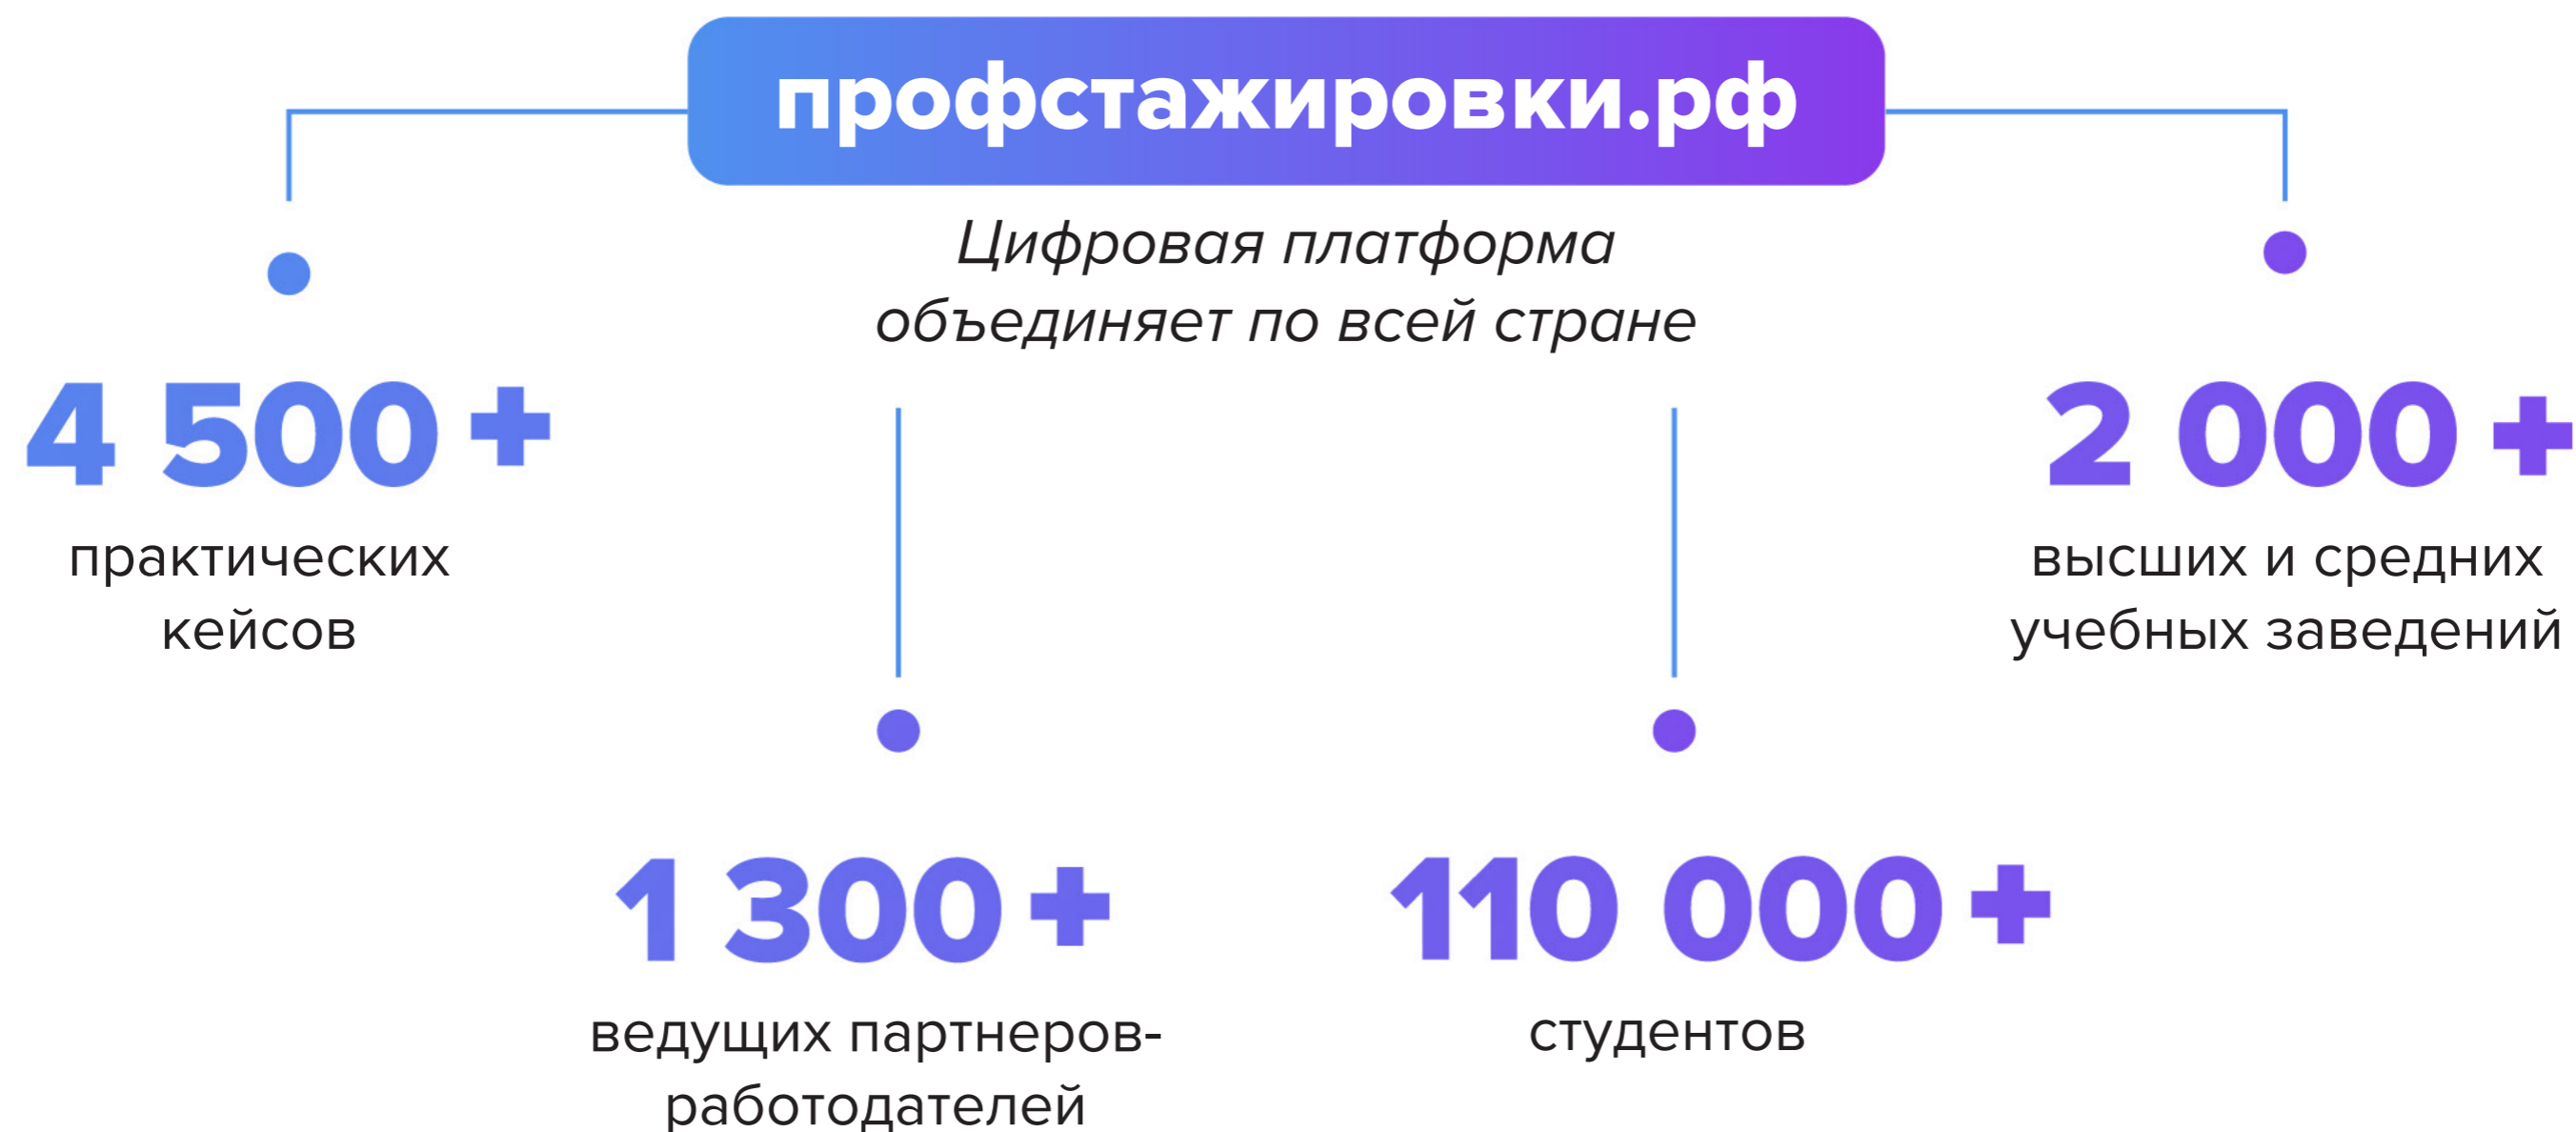 профстажировки.рф
Цифровая платформа
объединяет по всей стране
4 500 +
практических
кейсов
1 300 +
ведущих партнеров-
работодателей
110 000 +
студентов
2 000 +
высших и средних
учебных заведений